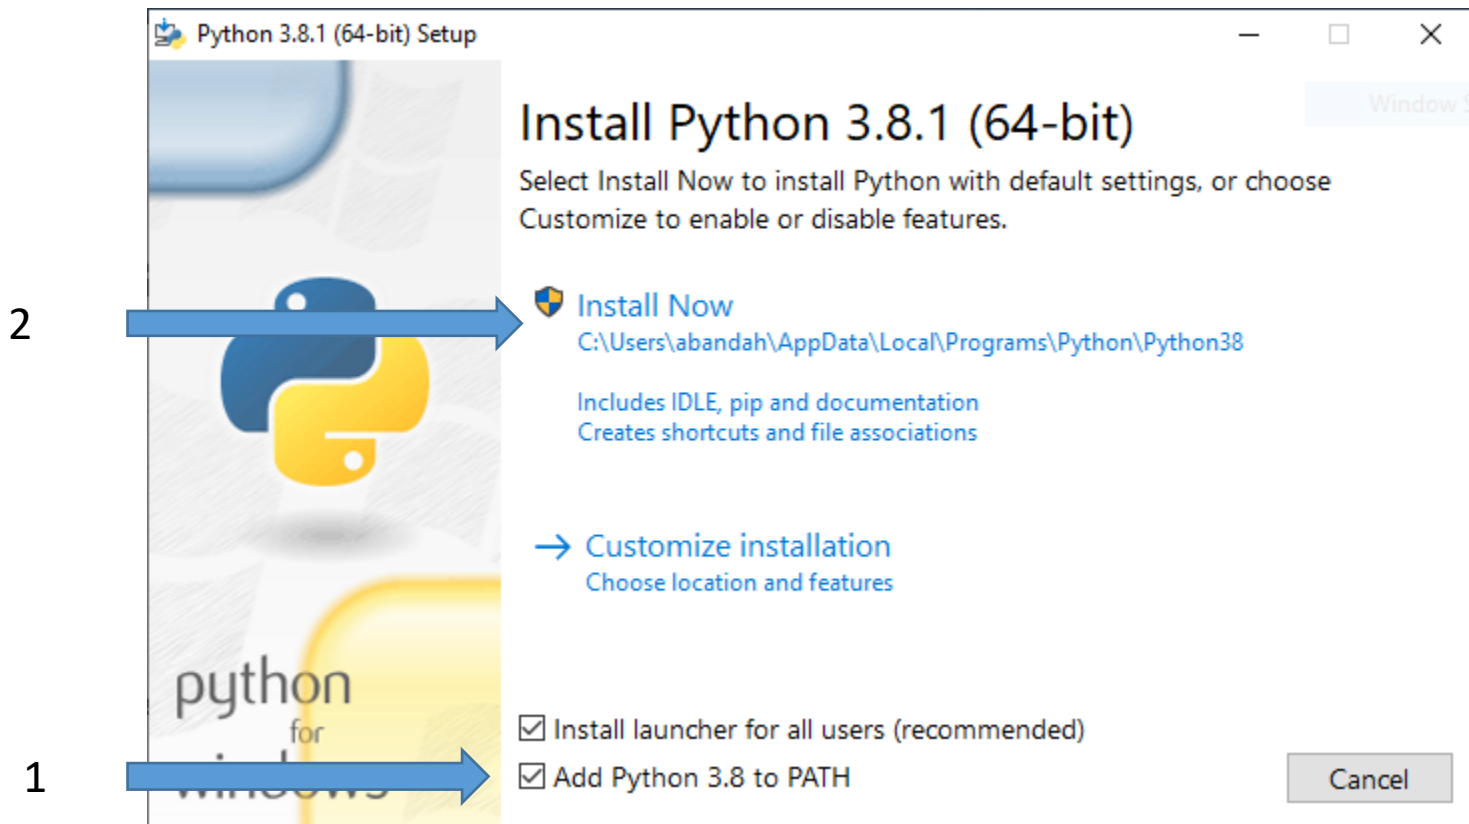 Python 3.8.1 (64-bit) Setup
Window S
Install Python 3.8.1 (64-bit)
Select Install Now to install Python with default settings, or choose
Customize to enable or disable features.
2
Install Now
C:\Users\abandah\AppData\Local\Programs\Python\Python38
Includes IDLE, pip and documentation
Creates shortcuts and file associations
Customize installation
Choose location and features
python
for
windows
Install launcher for all users (recommended)
1
Add Python 3.8 to PATH
Cancel